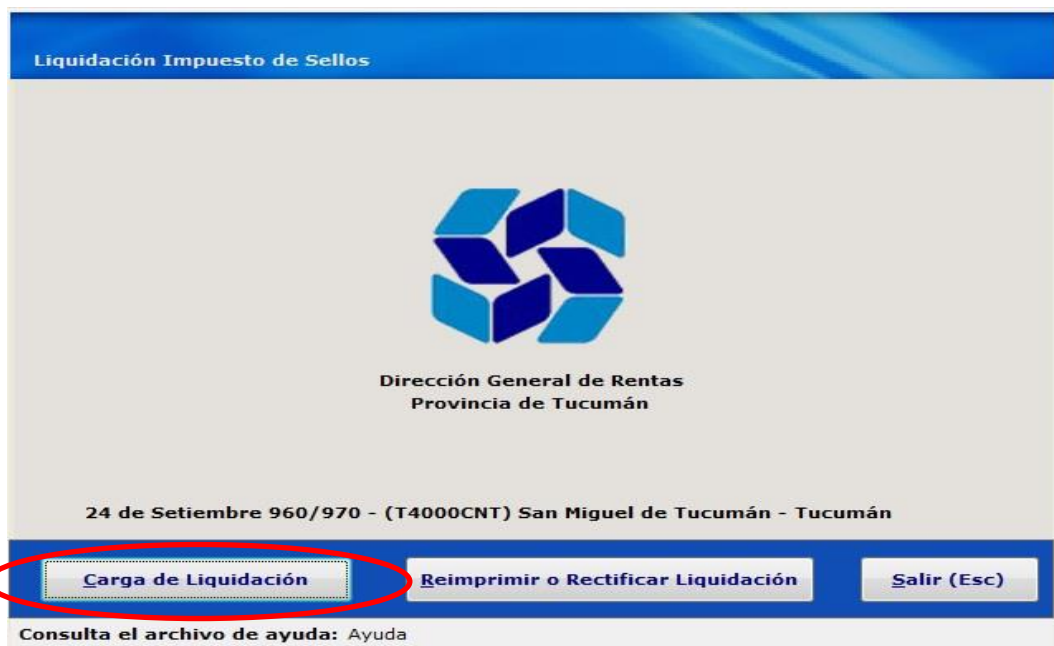 Liquidación Impuesto de Sellos
Dirección General de Rentas
Provincia de Tucumán
24 de Setiembre 960/970 - (T4000CNT) San Miguel de Tucumán - Tucumán
Carga de Liquidación Reimprimir o Rectificar Liquidación Salir (Esc)
Consulta el archivo de ayuda: Ayuda